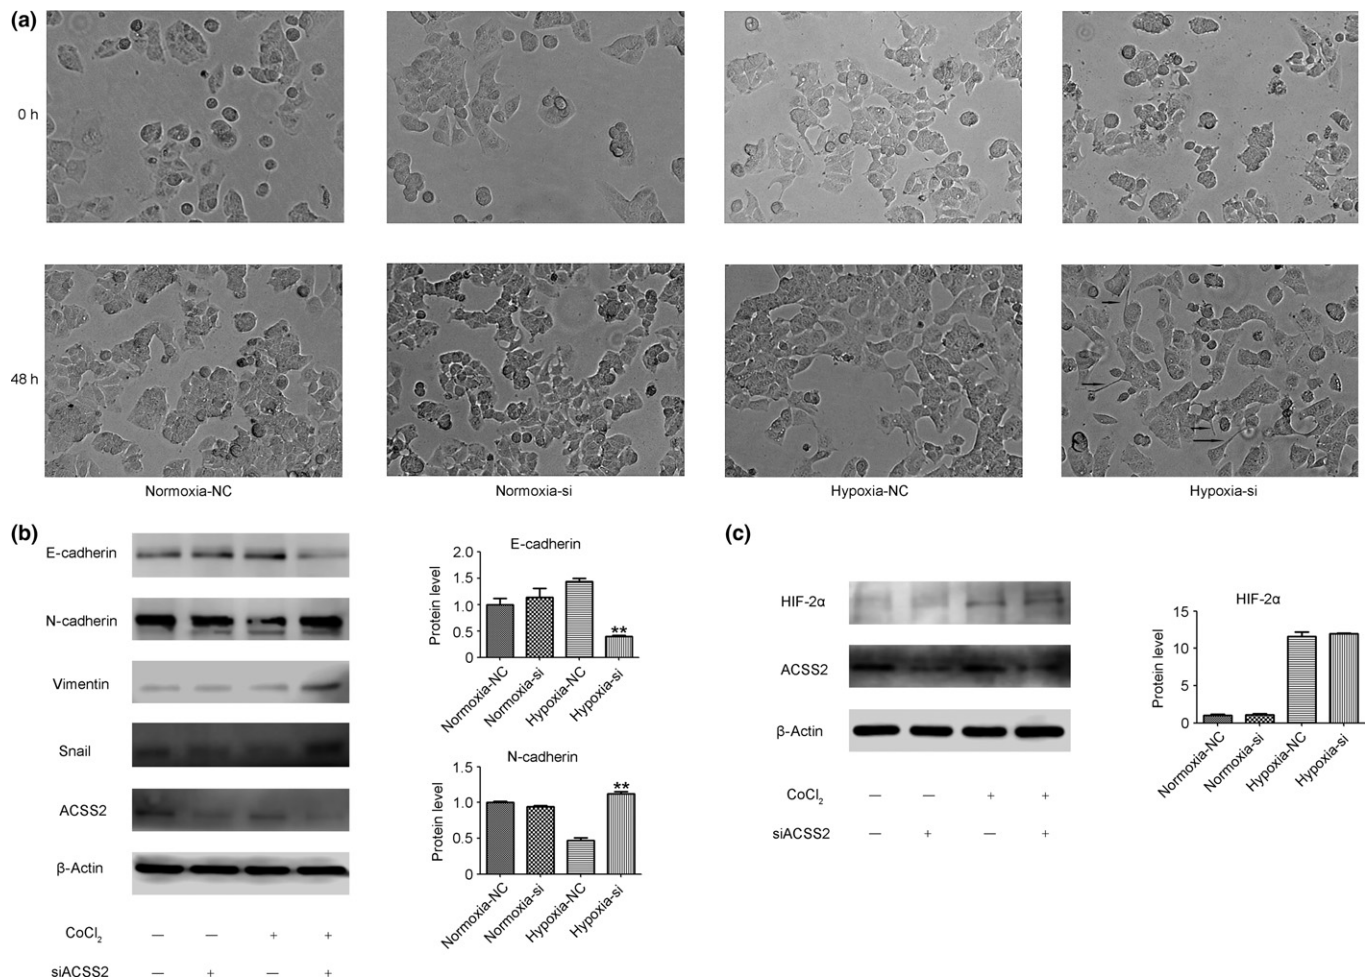 (a)
0 h
48 h
Normoxia-NC Normoxia-si Hypoxia-NC Hypoxia-si
(b)
E-cadherin
N-cadherin
Vimentin
Snail
ACSS2
β-Actin
CoCl₂ — — + +
siACSS2 — + — +
E-cadherin
Protein level
2.0
1.5
1.0
0.5
0
**
Normoxia-NC
Normoxia-si
Hypoxia-NC
Hypoxia-si
N-cadherin
Protein level
1.5
1.0
0.5
0
**
Normoxia-NC
Normoxia-si
Hypoxia-NC
Hypoxia-si
(c)
HIF-2α
ACSS2
β-Actin
CoCl₂ — — + +
siACSS2 — + — +
HIF-2α
Protein level
15
10
5
0
Normoxia-NC
Normoxia-si
Hypoxia-NC
Hypoxia-si